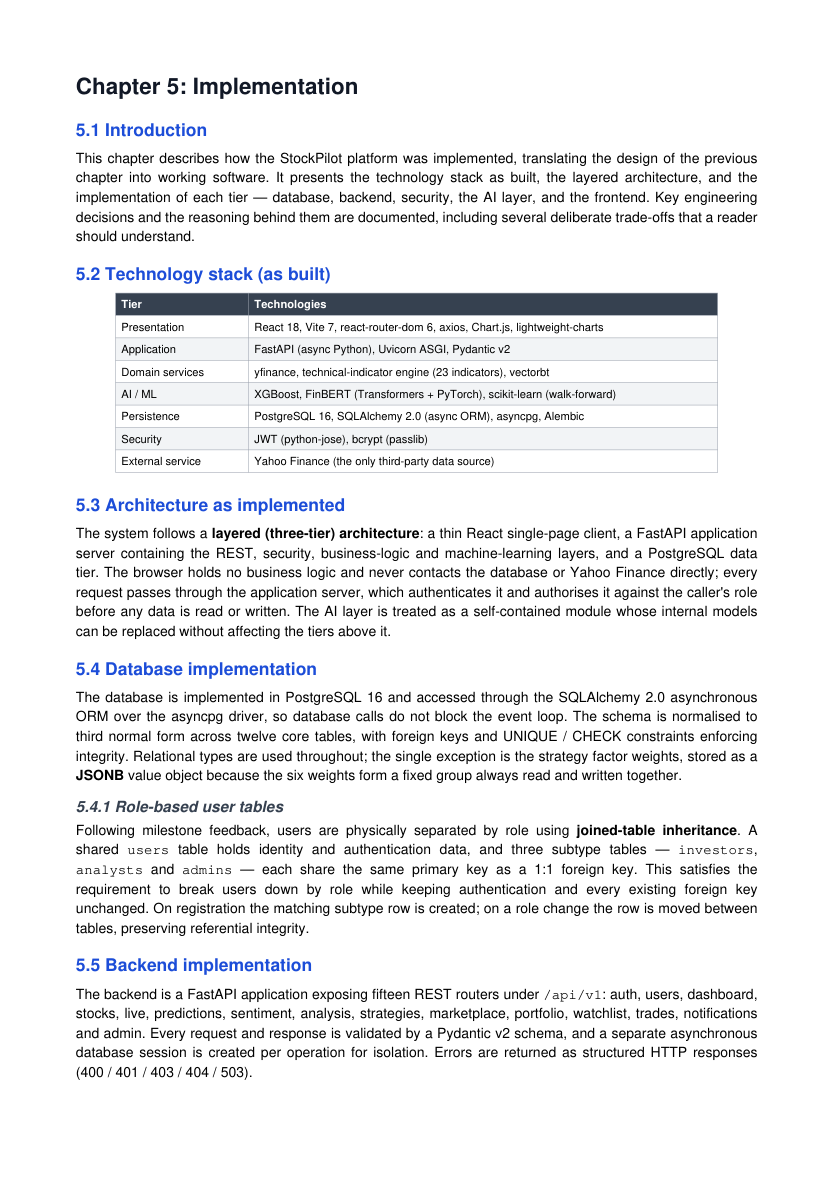 Chapter 5: Implementation
5.1 Introduction
This chapter describes how the StockPilot platform was implemented, translating the design of the previous
chapter into working software. It presents the technology stack as built, the layered architecture, and the
implementation of each tier — database, backend, security, the AI layer, and the frontend. Key engineering
decisions and the reasoning behind them are documented, including several deliberate trade-offs that a reader
should understand.
5.2 Technology stack (as built)
Tier Technologies
Presentation React 18, Vite 7, react-router-dom 6, axios, Chart.js, lightweight-charts
Application FastAPI (async Python), Uvicorn ASGI, Pydantic v2
Domain services yfinance, technical-indicator engine (23 indicators), vectorbt
AI / ML XGBoost, FinBERT (Transformers + PyTorch), scikit-learn (walk-forward)
Persistence PostgreSQL 16, SQLAlchemy 2.0 (async ORM), asyncpg, Alembic
Security JWT (python-jose), bcrypt (passlib)
External service Yahoo Finance (the only third-party data source)
5.3 Architecture as implemented
The system follows a layered (three-tier) architecture: a thin React single-page client, a FastAPI application
server containing the REST, security, business-logic and machine-learning layers, and a PostgreSQL data
tier. The browser holds no business logic and never contacts the database or Yahoo Finance directly; every
request passes through the application server, which authenticates it and authorises it against the caller's role
before any data is read or written. The AI layer is treated as a self-contained module whose internal models
can be replaced without affecting the tiers above it.
5.4 Database implementation
The database is implemented in PostgreSQL 16 and accessed through the SQLAlchemy 2.0 asynchronous
ORM over the asyncpg driver, so database calls do not block the event loop. The schema is normalised to
third normal form across twelve core tables, with foreign keys and UNIQUE / CHECK constraints enforcing
integrity. Relational types are used throughout; the single exception is the strategy factor weights, stored as a
JSONB value object because the six weights form a fixed group always read and written together.
5.4.1 Role-based user tables
Following milestone feedback, users are physically separated by role using joined-table inheritance. A
shared users table holds identity and authentication data, and three subtype tables — investors,
analysts and admins — each share the same primary key as a 1:1 foreign key. This satisfies the
requirement to break users down by role while keeping authentication and every existing foreign key
unchanged. On registration the matching subtype row is created; on a role change the row is moved between
tables, preserving referential integrity.
5.5 Backend implementation
The backend is a FastAPI application exposing fifteen REST routers under /api/v1: auth, users, dashboard,
stocks, live, predictions, sentiment, analysis, strategies, marketplace, portfolio, watchlist, trades, notifications
and admin. Every request and response is validated by a Pydantic v2 schema, and a separate asynchronous
database session is created per operation for isolation. Errors are returned as structured HTTP responses
(400 / 401 / 403 / 404 / 503).